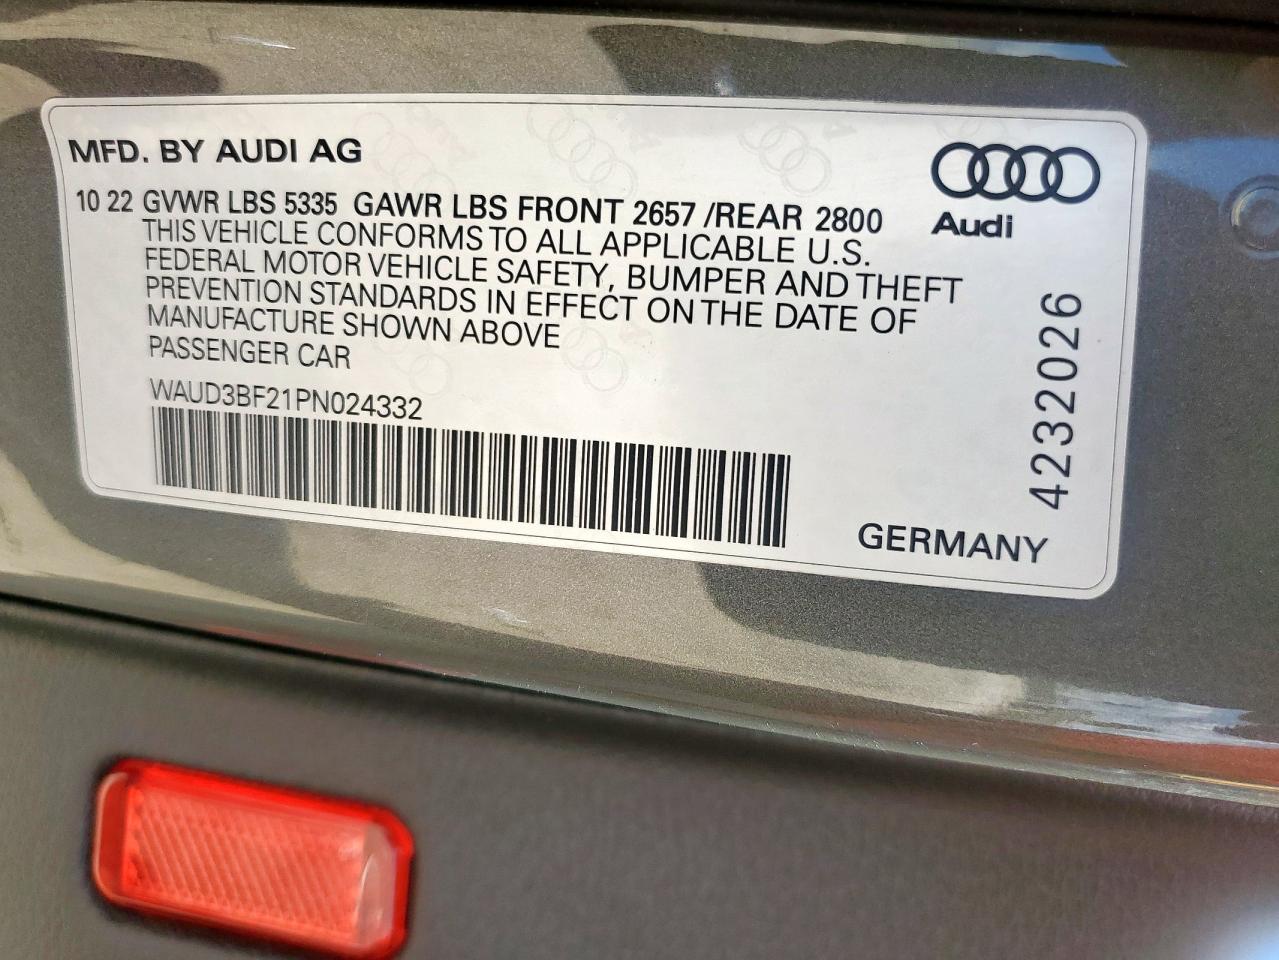 MFD. BY AUDI AG
10 22 GVWR LBS 5335 GAWR LBS FRONT 2657 /REAR 2800
THIS VEHICLE CONFORMS TO ALL APPLICABLE U.S.
FEDERAL MOTOR VEHICLE SAFETY, BUMPER AND THEFT
PREVENTION STANDARDS IN EFFECT ON THE DATE OF
MANUFACTURE SHOWN ABOVE
PASSENGER CAR
WAUD3BF21PN024332
Audi
4232026
GERMANY